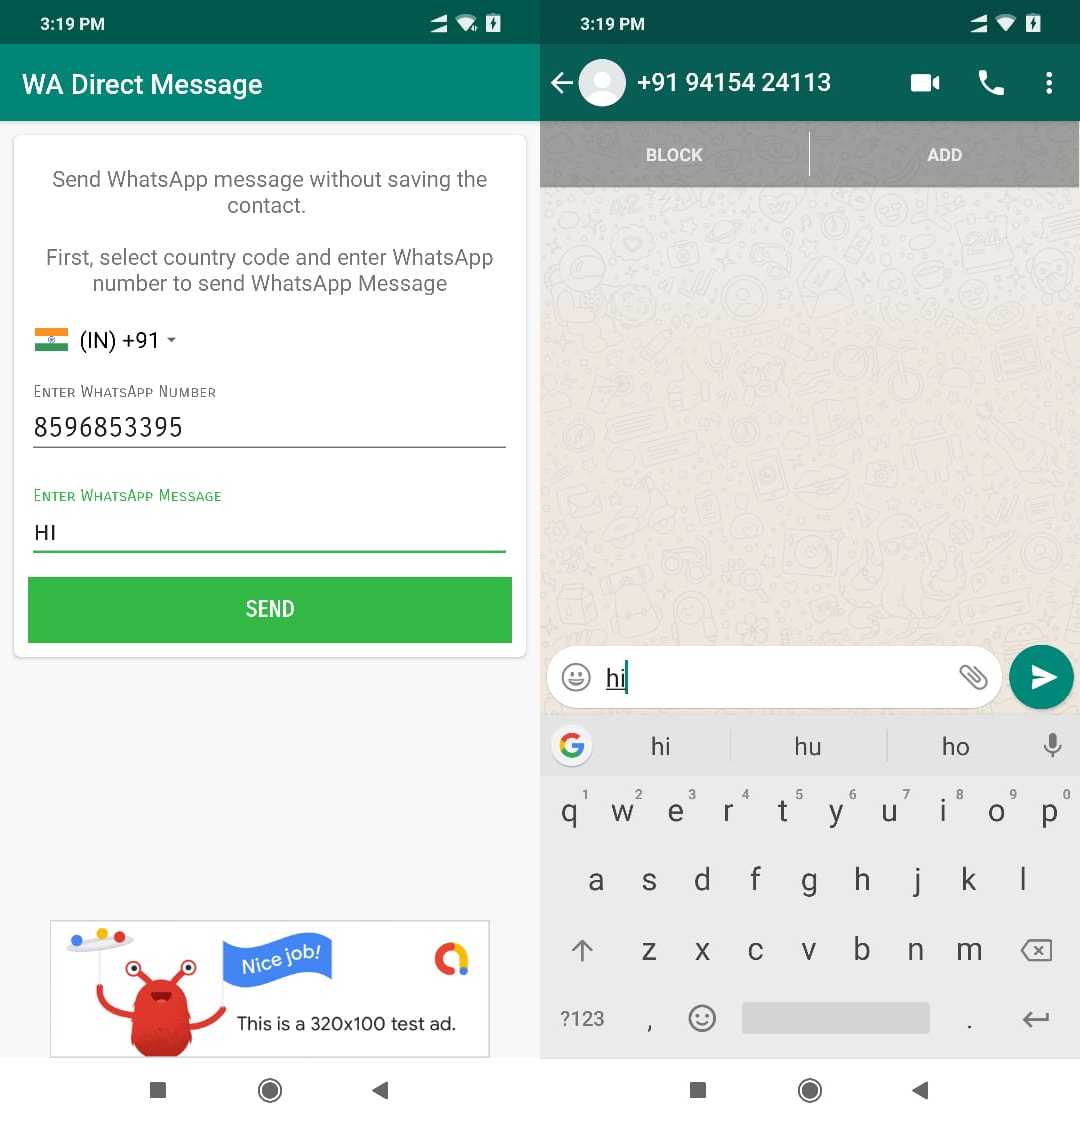 3:19 PM
WA Direct Message
Send WhatsApp message without saving the
contact.
First, select country code and enter WhatsApp
number to send WhatsApp Message
(IN) +91
Enter WhatsApp Number
8596853395
Enter WhatsApp Message
HI
SEND
Nice job!
This is a 320x100 test ad.
3:19 PM
+91 94154 24113
BLOCK
ADD
hi
hi hu ho
1 2 3 4 5 6 7 8 9 0
q w e r t y u i o p
a s d f g h j k l
z x c v b n m
?123 , .